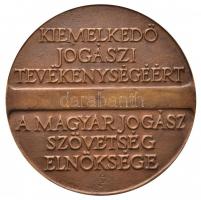 KIEMELKEDŐ
JOGÁSZI
TEVÉKENYSÉGÉÉRT
darabanth
A MAGYAR JOGÁSZ
SZÖVETSÉG
ELNÖKSÉGE